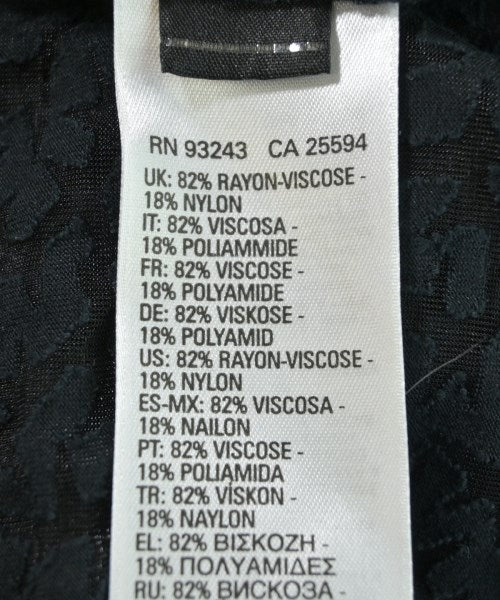 RN 93243 CA 25594
UK: 82% RAYON-VISCOSE -
18% NYLON
IT: 82% VISCOSA -
18% POLIAMMIDE
FR: 82% VISCOSE -
18% POLYAMIDE
DE: 82% VISKOSE -
18% POLYAMID
US: 82% RAYON-VISCOSE -
18% NYLON
ES-MX: 82% VISCOSA -
18% NAILON
PT: 82% VISCOSE -
18% POLIAMIDA
TR: 82% VİSKON -
18% NAYLON
EL: 82% ΒΙΣΚΟΖΗ -
18% ΠΟΛΥΑΜΙΔΕΣ
RU: 82% ВИСКОЗА -